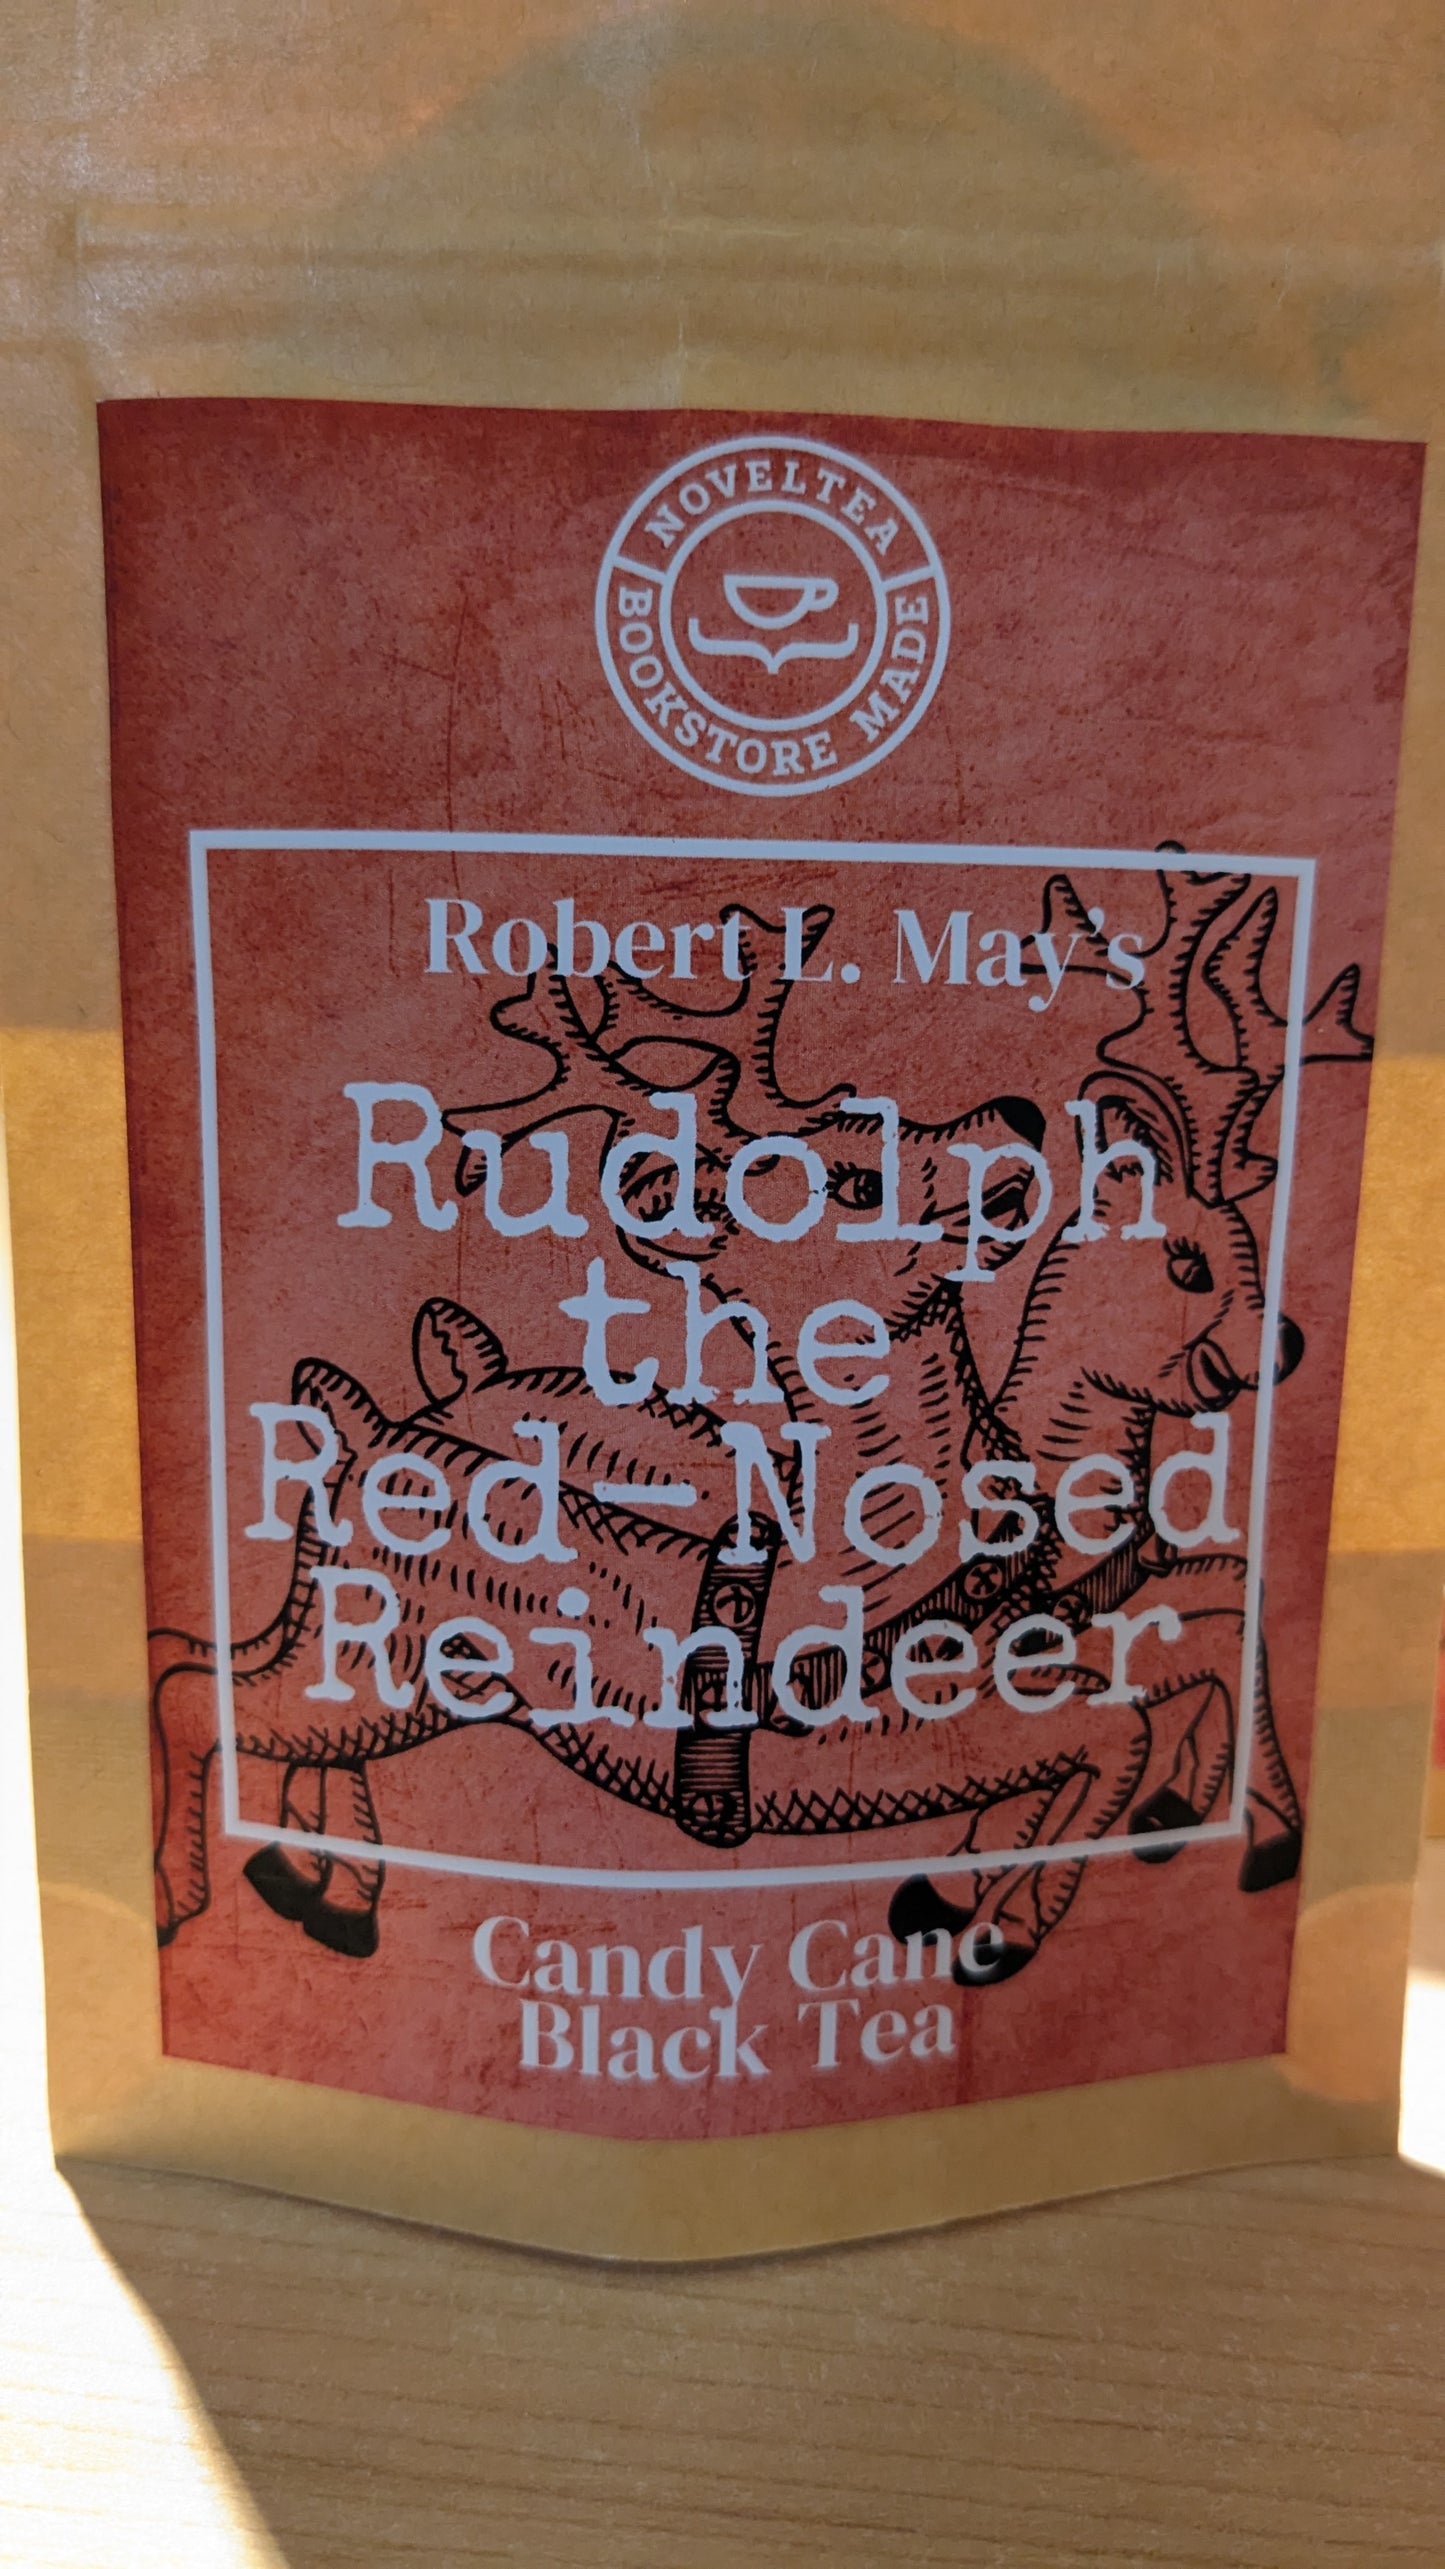 NOVELTEA
BOOKSTORE MADE
Robert L. May's
Rudolph
the
Red-Nosed
Reindeer
Candy Cane
Black Tea